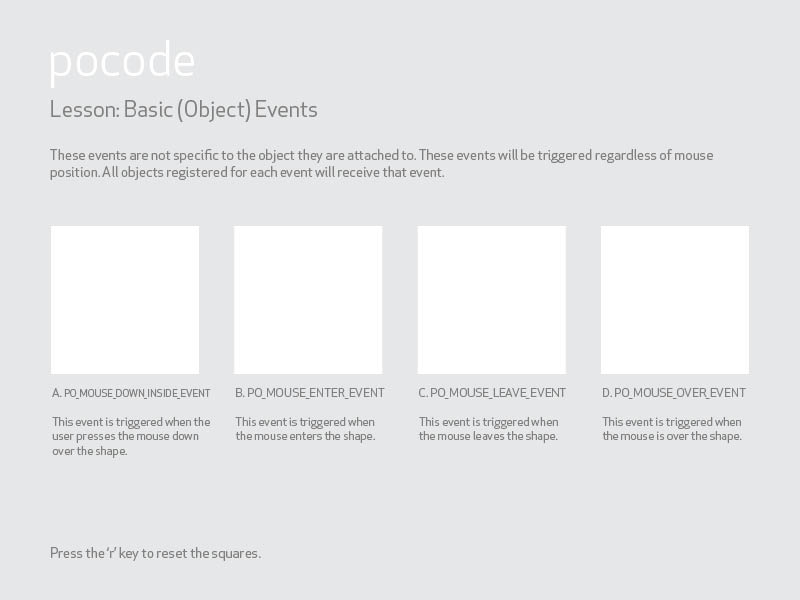 pocode
Lesson: Basic (Object) Events
These events are not specific to the object they are attached to. These events will be triggered regardless of mouse
position. All objects registered for each event will receive that event.
A. PO_MOUSE_DOWN_INSIDE_EVENT
This event is triggered when the
user presses the mouse down
over the shape.
B. PO_MOUSE_ENTER_EVENT
This event is triggered when
the mouse enters the shape.
C. PO_MOUSE_LEAVE_EVENT
This event is triggered when
the mouse leaves the shape.
D. PO_MOUSE_OVER_EVENT
This event is triggered when
the mouse is over the shape.
Press the ‘r’ key to reset the squares.